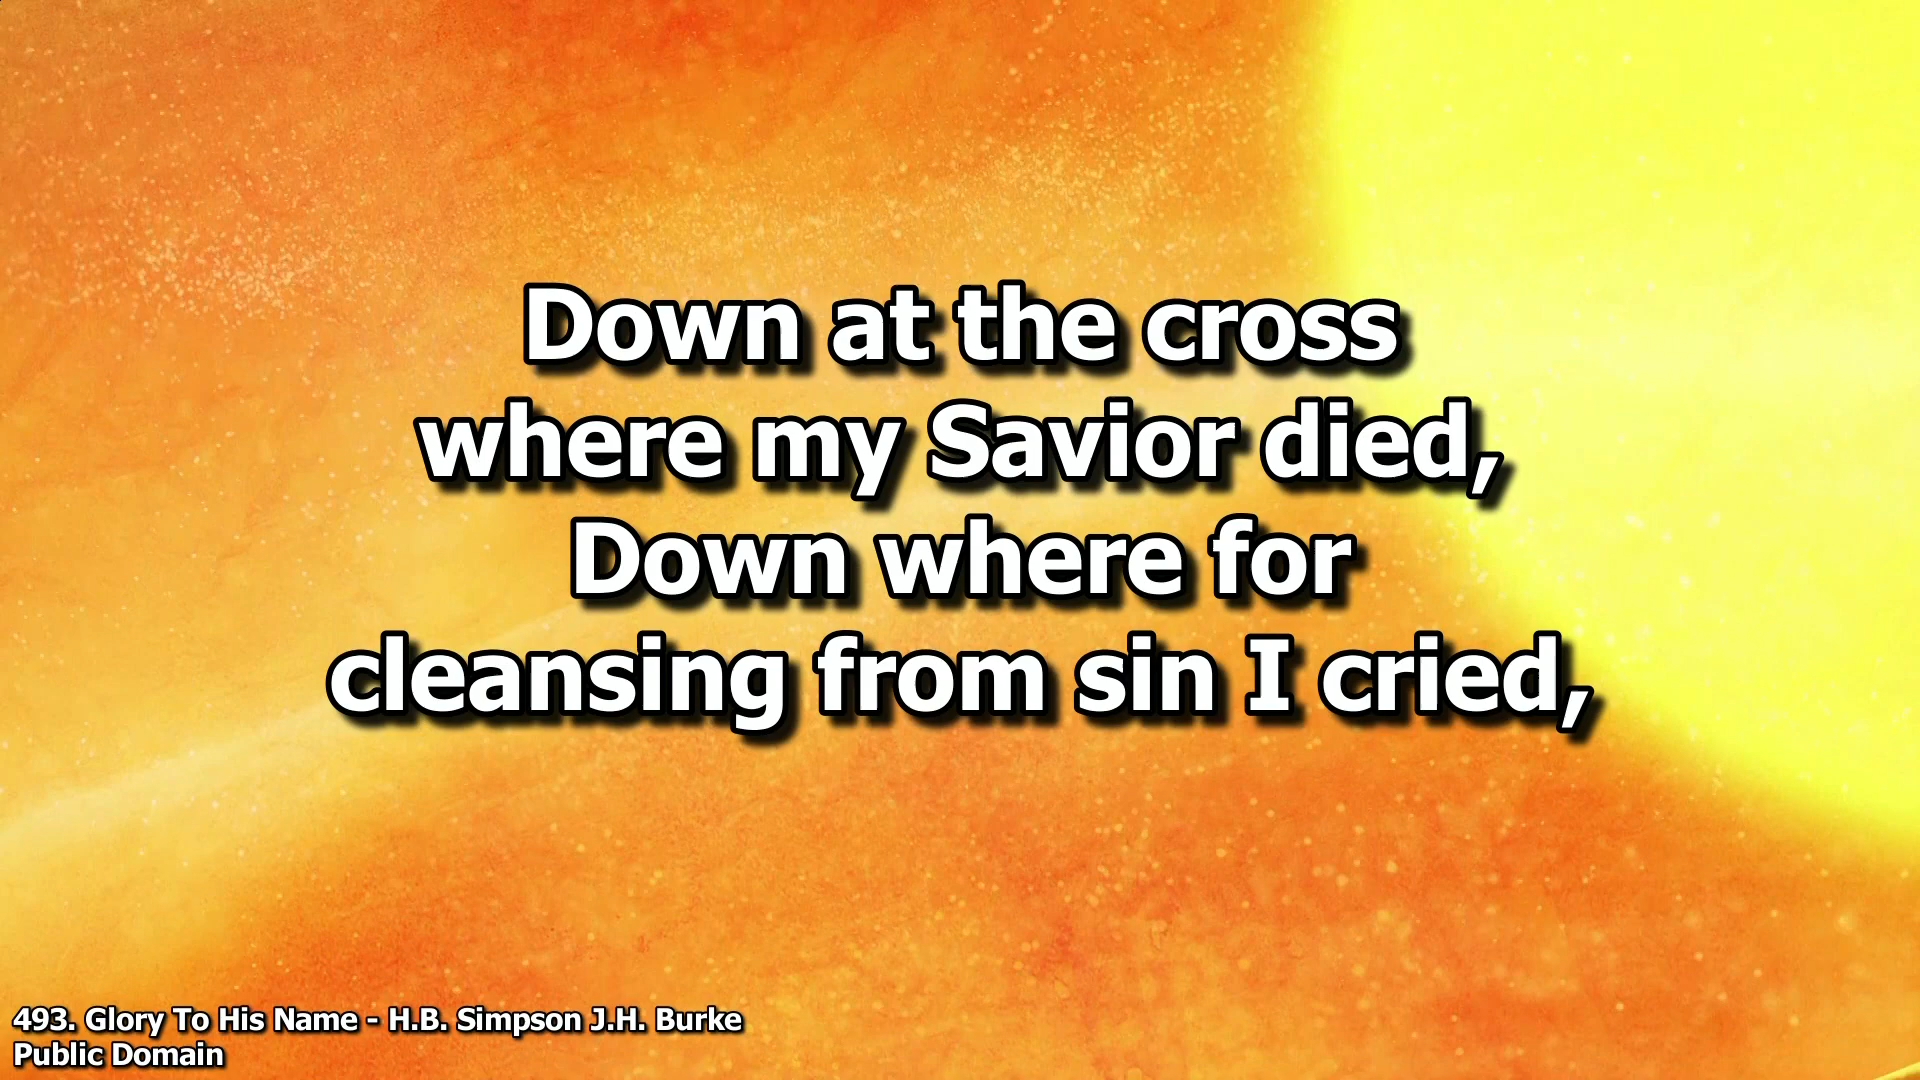 Down at the cross
where my Savior died,
Down where for
cleansing from sin I cried,
493. Glory To His Name - H.B. Simpson J.H. Burke
Public Domain